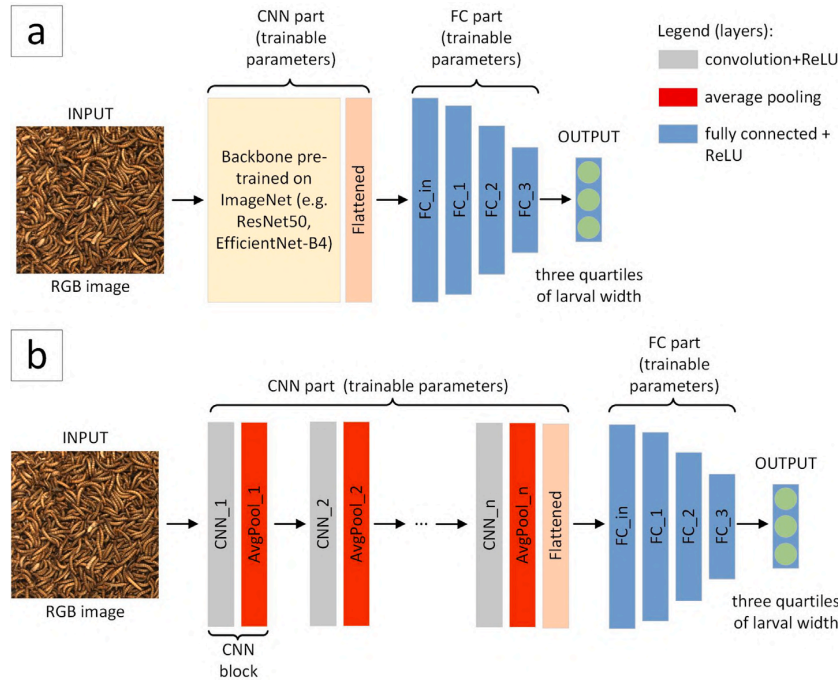 a
CNN part
(trainable
parameters)
FC part
(trainable
parameters)
Legend (layers):
convolution+ReLU
average pooling
fully connected +
ReLU
INPUT
RGB image
Backbone pre-
trained on
ImageNet (e.g.
ResNet50,
EfficientNet-B4)
Flattened
FC_in
FC_1
FC_2
FC_3
OUTPUT
three quartiles
of larval width
b
CNN part (trainable parameters)
FC part
(trainable
parameters)
INPUT
RGB image
CNN_1
AvgPool_1
CNN
block
CNN_2
AvgPool_2
...
CNN_n
AvgPool_n
Flattened
FC_in
FC_1
FC_2
FC_3
OUTPUT
three quartiles
of larval width